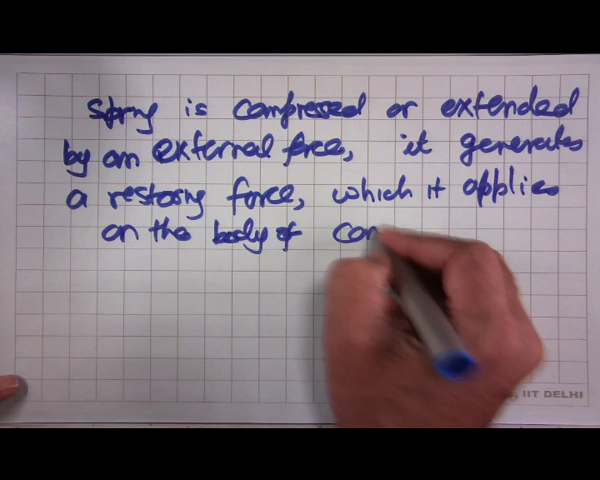 Spring is compressed or extended
by an external force, it generates
a restoring force, which it applies
on the body of con
IIT DELHI